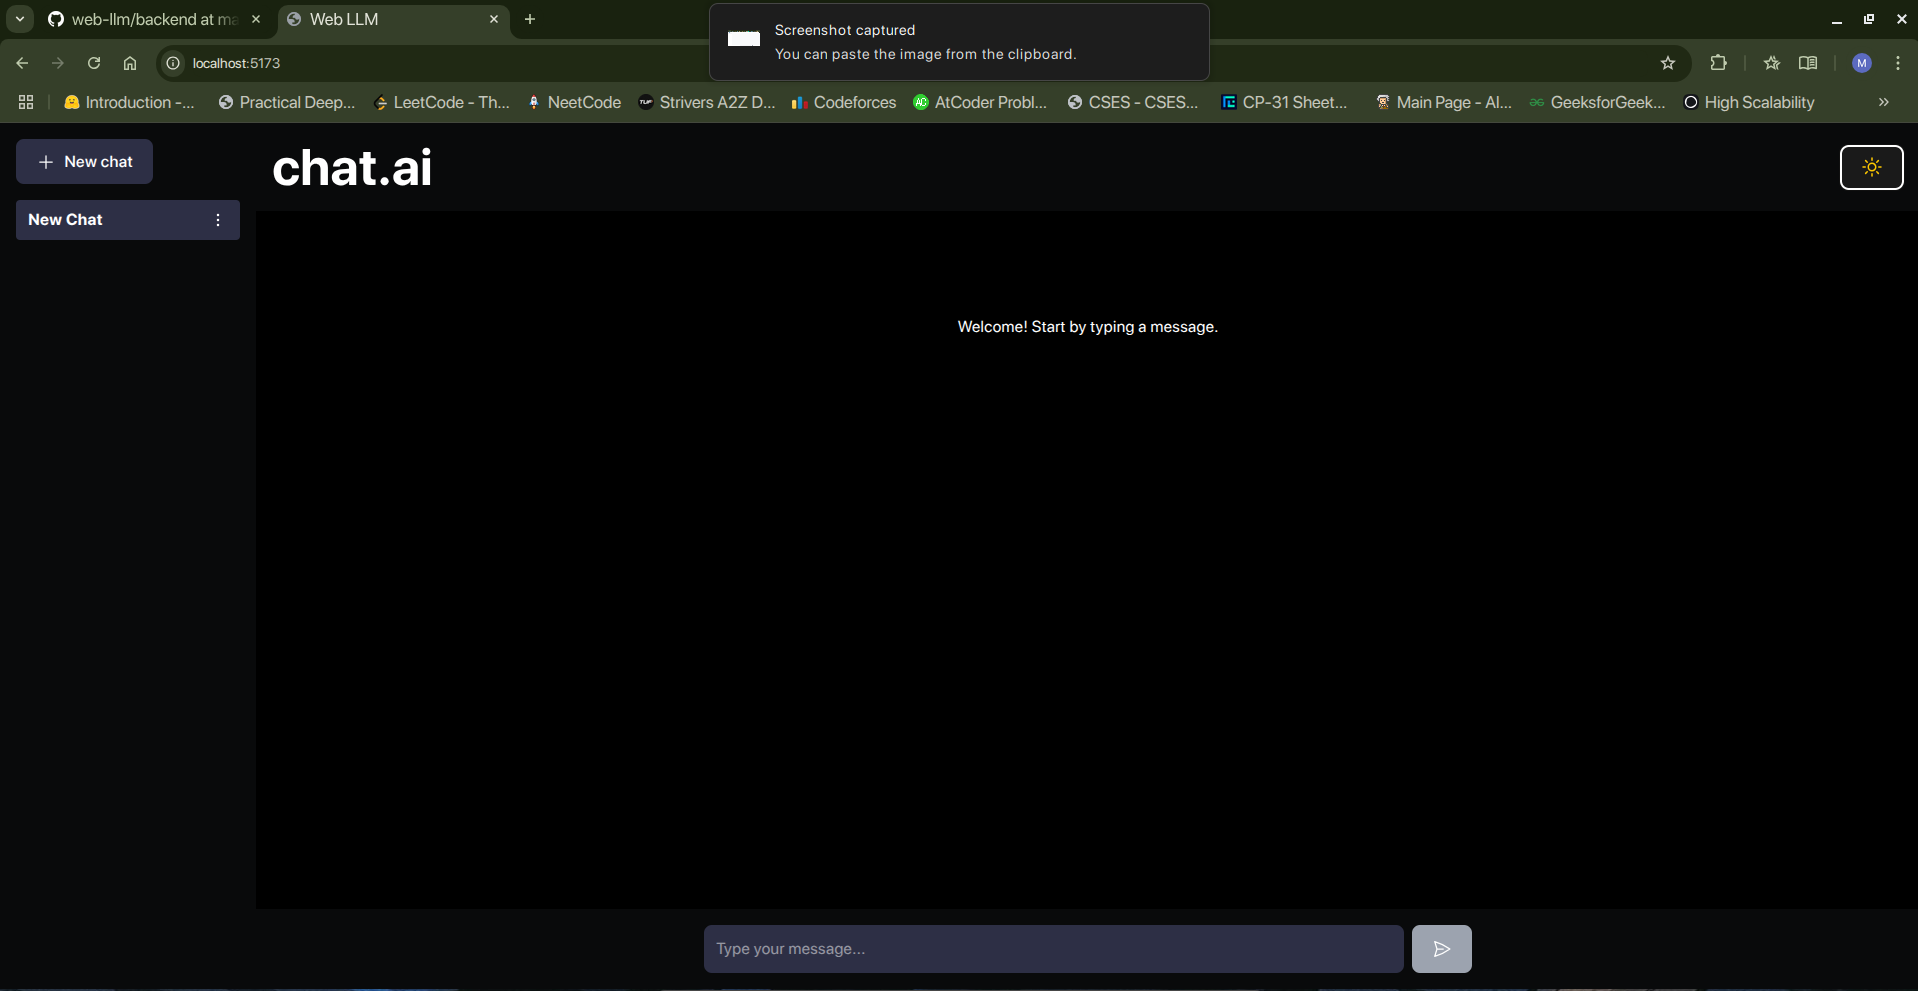 web-llm/backend at ma
Web LLM
Screenshot captured
You can paste the image from the clipboard.
localhost:5173
M
Introduction -...
Practical Deep...
LeetCode - Th...
NeetCode
TUF
Strivers A2Z D...
Codeforces
AC
AtCoder Probl...
CSES - CSES...
CP-31 Sheet...
Main Page - Al...
GeeksforGeek...
High Scalability
New chat
chat.ai
New Chat
Welcome! Start by typing a message.
Type your message...